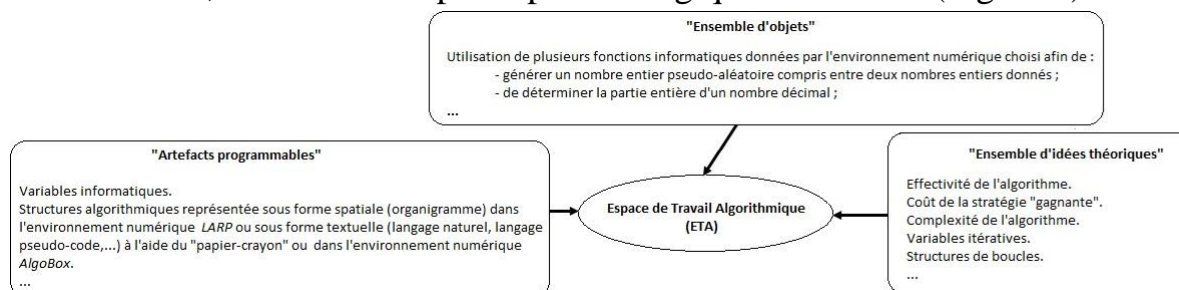 "Ensemble d'objets"
Utilisation de plusieurs fonctions informatiques données par l'environnement numérique choisi afin de :
- générer un nombre entier pseudo-aléatoire compris entre deux nombres entiers donnés ;
- de déterminer la partie entière d'un nombre décimal ;
...
"Artefacts programmables"
Variables informatiques.
Structures algorithmiques représentée sous forme spatiale (organigramme) dans
l'environnement numérique LARP ou sous forme textuelle (langage naturel, langage
pseudo-code,...) à l'aide du "papier-crayon" ou dans l'environnement numérique
AlgoBox.
...
Espace de Travail Algorithmique
(ETA)
"Ensemble d'idées théoriques"
Effectivité de l'algorithme.
Coût de la stratégie "gagnante".
Complexité de l'algorithme.
Variables itératives.
Structures de boucles.
...